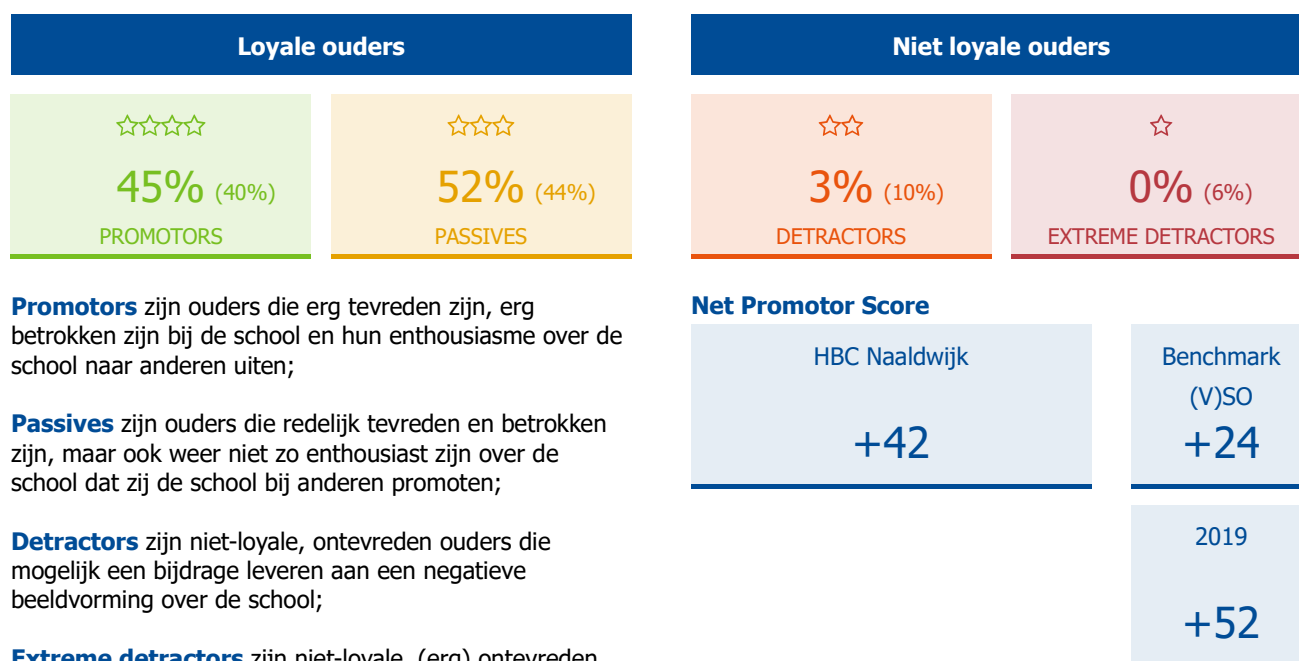 Loyale ouders
Niet loyale ouders
45% (40%)
PROMOTORS
52% (44%)
PASSIVES
3% (10%)
DETRACTORS
0% (6%)
EXTREME DETRACTORS
Promotors zijn ouders die erg tevreden zijn, erg
betrokken zijn bij de school en hun enthousiasme over de
school naar anderen uiten;
Passives zijn ouders die redelijk tevreden en betrokken
zijn, maar ook weer niet zo enthousiast zijn over de
school dat zij de school bij anderen promoten;
Detractors zijn niet-loyale, ontevreden ouders die
mogelijk een bijdrage leveren aan een negatieve
beeldvorming over de school;
Extreme detractors zijn niet-loyale, (erg) ontevreden
Net Promotor Score
HBC Naaldwijk
+42
Benchmark
(V)SO
+24
2019
+52